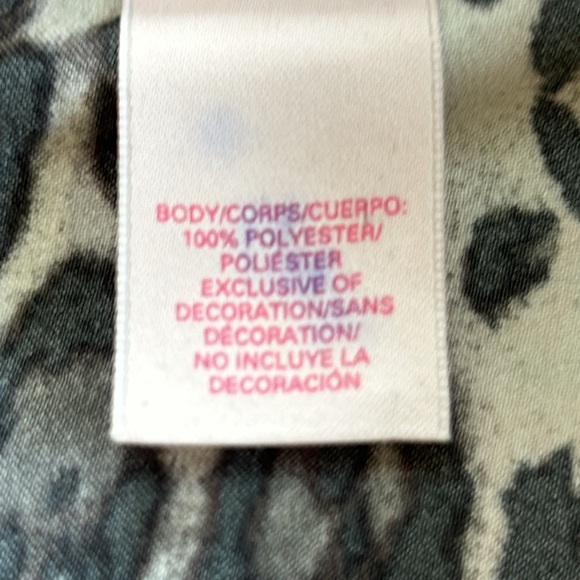 BODY/CORPS/CUERPO:
100% POLYESTER/
POLIÉSTER
EXCLUSIVE OF
DECORATION/SANS
DÉCORATION/
NO INCLUYE LA
DECORACIÓN